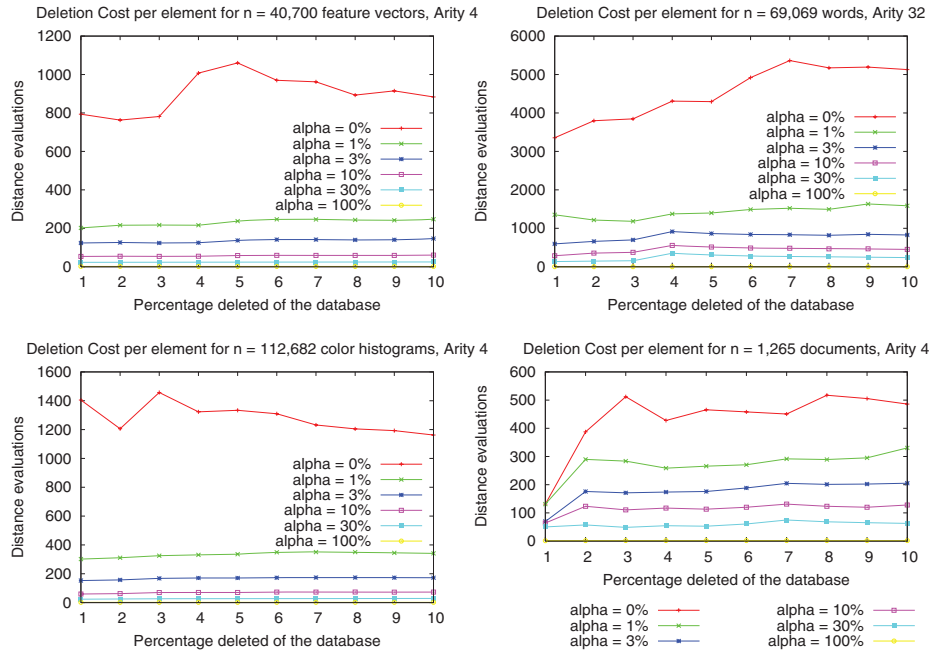 Deletion Cost per element for n = 40,700 feature vectors, Arity 4
1200
1000
800
600
400
200
0
Distance evaluations
alpha = 0%
alpha = 1%
alpha = 3%
alpha = 10%
alpha = 30%
alpha = 100%
1 2 3 4 5 6 7 8 9 10
Percentage deleted of the database
Deletion Cost per element for n = 69,069 words, Arity 32
6000
5000
4000
3000
2000
1000
0
Distance evaluations
alpha = 0%
alpha = 1%
alpha = 3%
alpha = 10%
alpha = 30%
alpha = 100%
1 2 3 4 5 6 7 8 9 10
Percentage deleted of the database
Deletion Cost per element for n = 112,682 color histograms, Arity 4
1600
1400
1200
1000
800
600
400
200
0
Distance evaluations
alpha = 0%
alpha = 1%
alpha = 3%
alpha = 10%
alpha = 30%
alpha = 100%
1 2 3 4 5 6 7 8 9 10
Percentage deleted of the database
Deletion Cost per element for n = 1,265 documents, Arity 4
600
500
400
300
200
100
0
Distance evaluations
1 2 3 4 5 6 7 8 9 10
Percentage deleted of the database
alpha = 0%
alpha = 1%
alpha = 3%
alpha = 10%
alpha = 30%
alpha = 100%